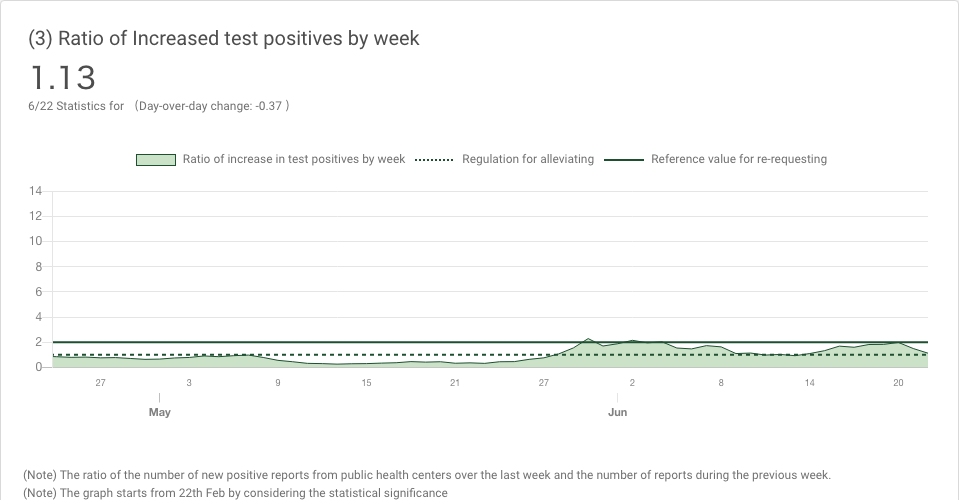 (3) Ratio of Increased test positives by week
1.13
6/22 Statistics for （Day-over-day change: -0.37 ）
Ratio of increase in test positives by week Regulation for alleviating Reference value for re-requesting
14
12
10
8
6
4
2
0
27 3 9 15 21 27 2 8 14 20
May Jun
(Note) The ratio of the number of new positive reports from public health centers over the last week and the number of reports during the previous week.
(Note) The graph starts from 22th Feb by considering the statistical significance